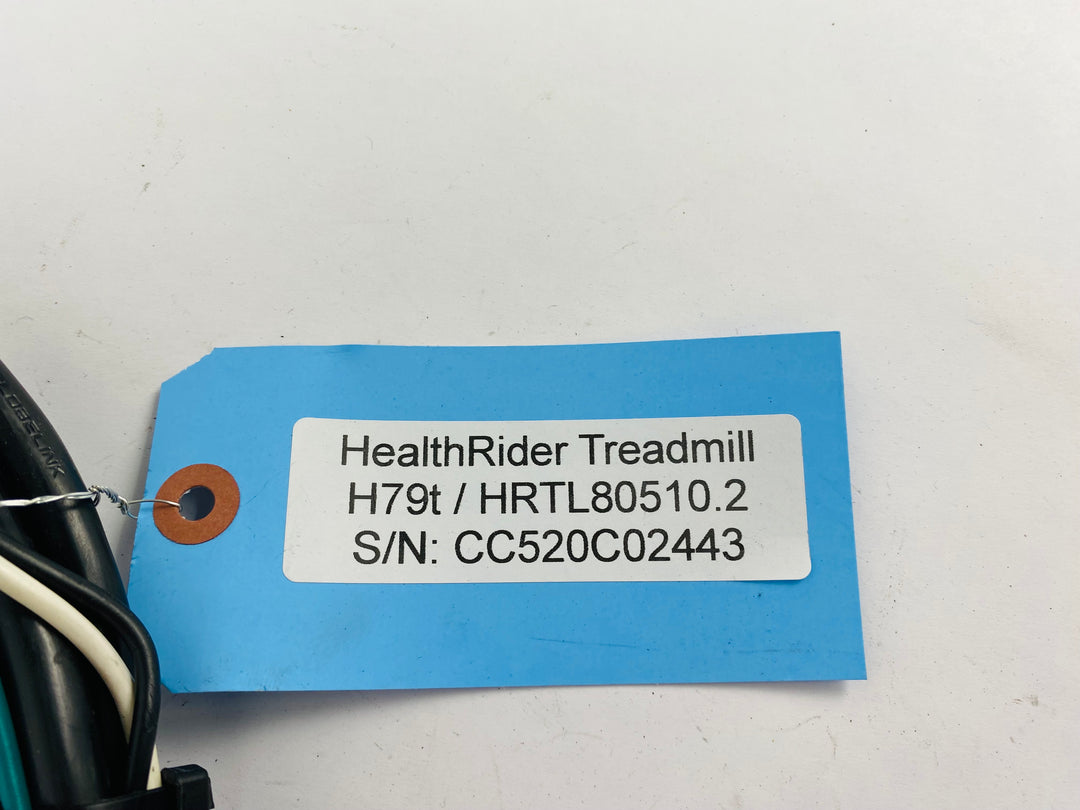 HealthRider Treadmill
H79t / HRTL80510.2
S/N: CC520C02443